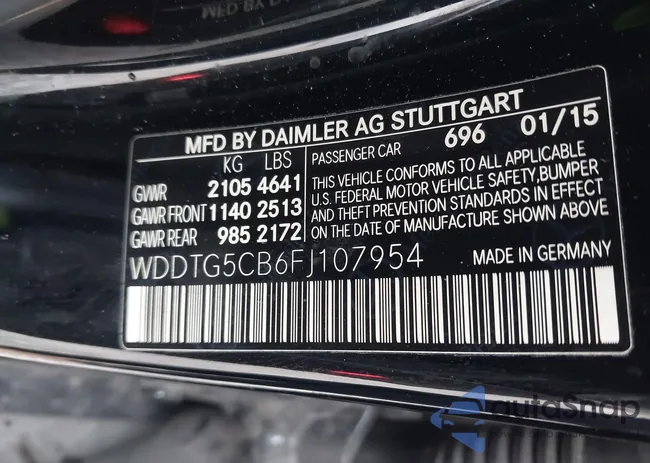 MFD BY DAIMLER AG STUTTGART
KG LBS
GVWR 2105 4641
GAWR FRONT 1140 2513
GAWR REAR 985 2172
PASSENGER CAR 696 01/15
THIS VEHICLE CONFORMS TO ALL APPLICABLE
U.S. FEDERAL MOTOR VEHICLE SAFETY, BUMPER
AND THEFT PREVENTION STANDARDS IN EFFECT
ON THE DATE OF MANUFACTURE SHOWN ABOVE
WDDTG5CB6FJ107954
MADE IN GERMANY
autoSnap